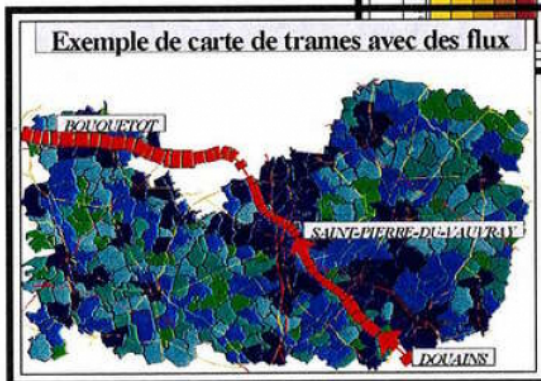 Exemple de carte de trames avec des flux
BOUQUETOT
SAINT-PIERRE-DU-VAUVRAY
DOUAINS